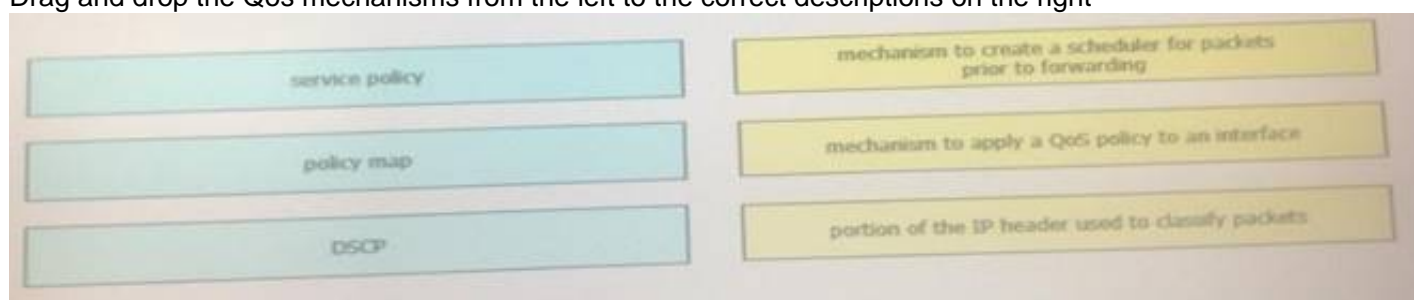 Drag and drop the Qos mechanisms from the left to the correct descriptions on the right
service policy
policy map
DSCP
mechanism to create a scheduler for packets
prior to forwarding
mechanism to apply a QoS policy to an interface
portion of the IP header used to classify packets